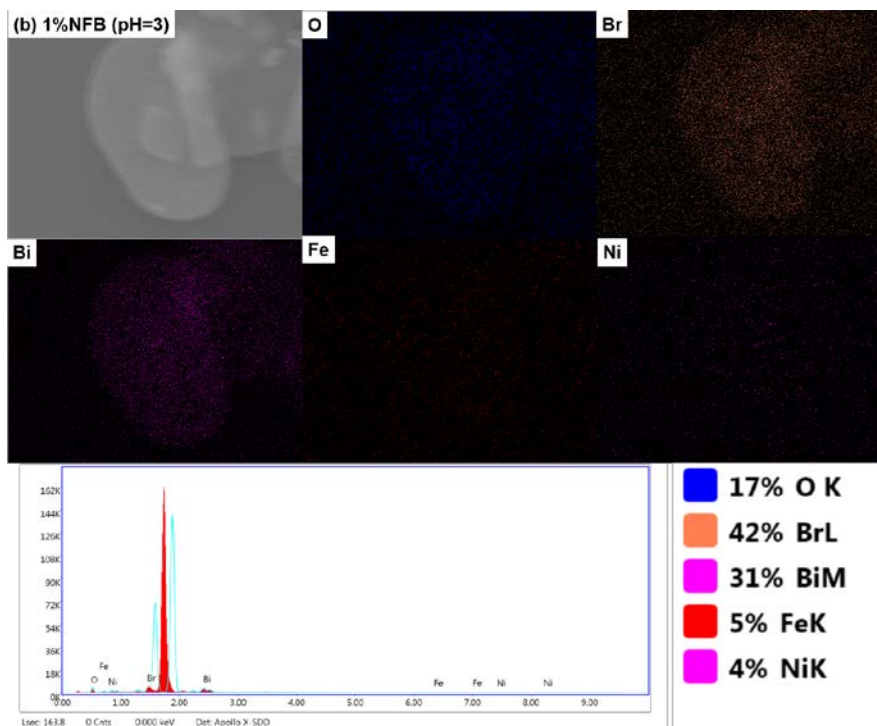 (b) 1%NFB (pH=3)
O
Br
Bi
Fe
Ni
162K
144K
126K
108K
90K
72K
54K
36K
18K
0K
Fe
O
Ni
Br
Bi
Fe
Fe
Ni
Ni
0.00 1.00 2.00 3.00 4.00 5.00 6.00 7.00 8.00 9.00
Lsec: 163.8 0 Cnts 0.000 keV Det: Apollo X-SDD
17% O K
42% BrL
31% BiM
5% FeK
4% NiK